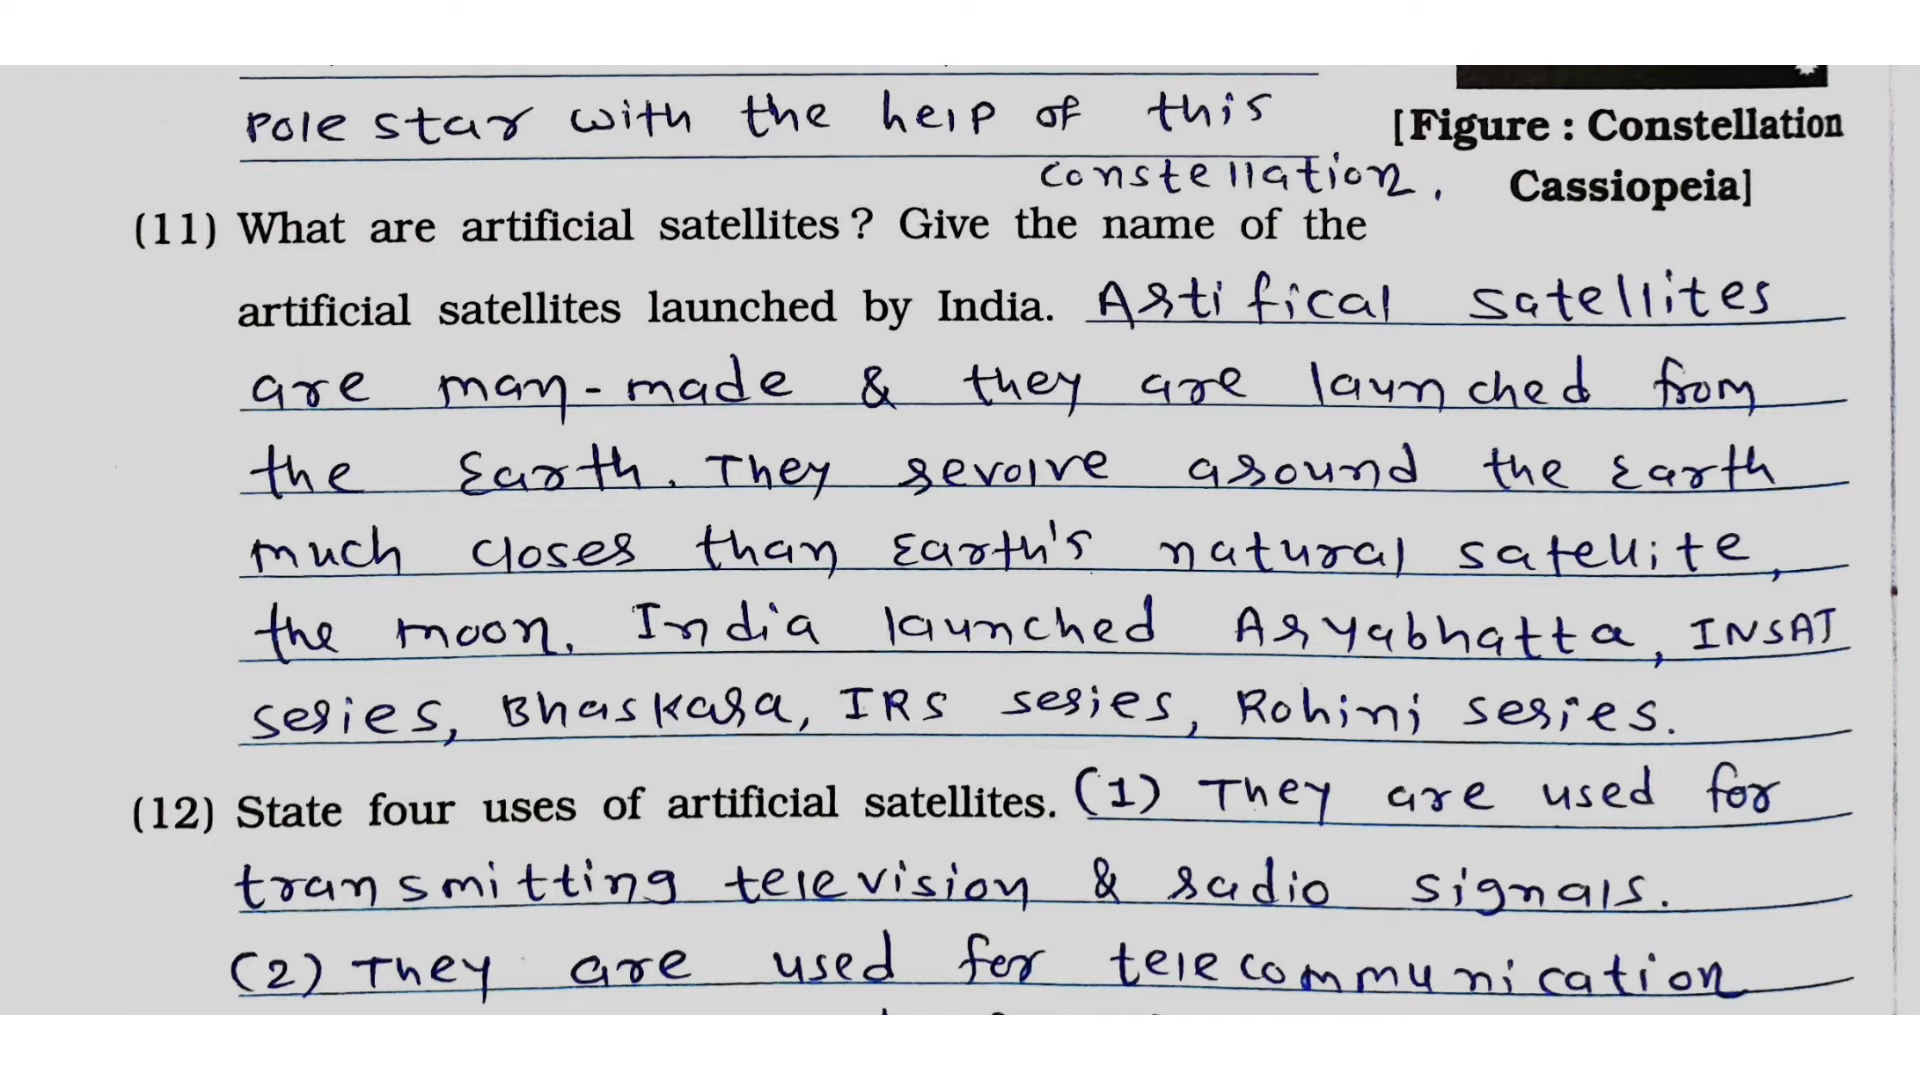 pole star with the help of this
constellation.
[Figure : Constellation
Cassiopeia]
(11) What are artificial satellites? Give the name of the
artificial satellites launched by India. Artifical satellites
are man-made & they are launched from
the Earth. They revolve around the Earth
much closer than Earth's natural satellite,
the moon. India launched Aryabhatta, INSAT
series, Bhaskara, IRS series, Rohini series.
(12) State four uses of artificial satellites. (1) They are used for
transmitting television & radio signals.
(2) They are used for telecommunication